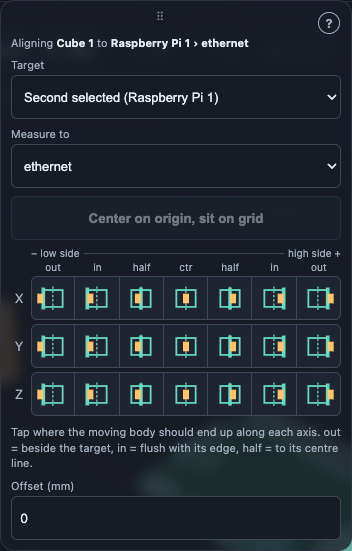 ?
Aligning Cube 1 to Raspberry Pi 1 › ethernet
Target
Second selected (Raspberry Pi 1)
Measure to
ethernet
Center on origin, sit on grid
– low side high side +
out in half ctr half in out
X
Y
Z
Tap where the moving body should end up along each axis. out
= beside the target, in = flush with its edge, half = to its centre
line.
Offset (mm)
0